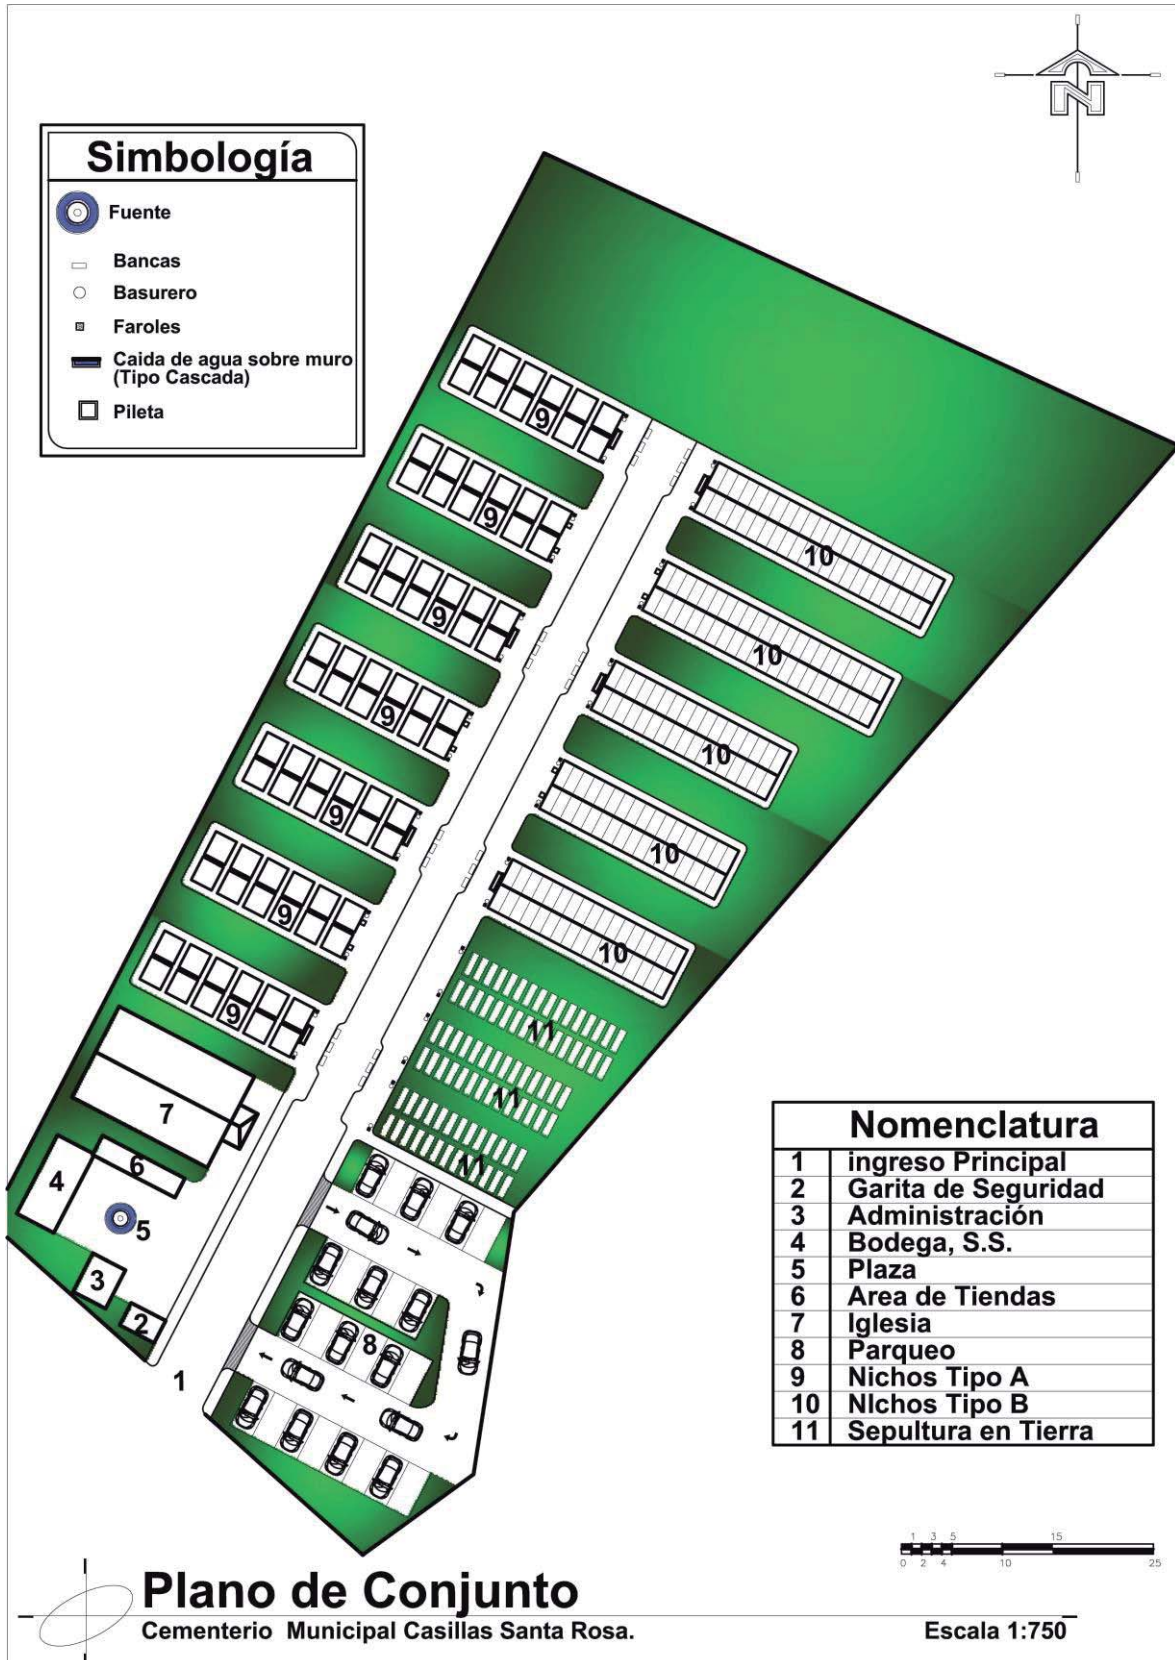 N
Simbología
Fuente
Bancas
Basurero
Faroles
Caida de agua sobre muro
(Tipo Cascada)
Pileta
9
9
10
9
10
9
10
9
10
9
10
9
11
11
7
11
6
4
5
3
2
8
1
Nomenclatura
1 ingreso Principal
2 Garita de Seguridad
3 Administración
4 Bodega, S.S.
5 Plaza
6 Area de Tiendas
7 Iglesia
8 Parqueo
9 Nichos Tipo A
10 NIchos Tipo B
11 Sepultura en Tierra
1 3 5 15
0 2 4 10 25
Plano de Conjunto
Cementerio Municipal Casillas Santa Rosa.
Escala 1:750